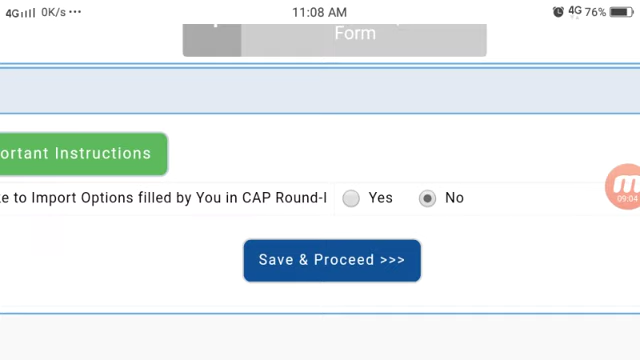 4G 0K/s ··· 11:08 AM 4G 76%
Form
ortant Instructions
e to Import Options filled by You in CAP Round-I Yes No
09:04
Save & Proceed >>>